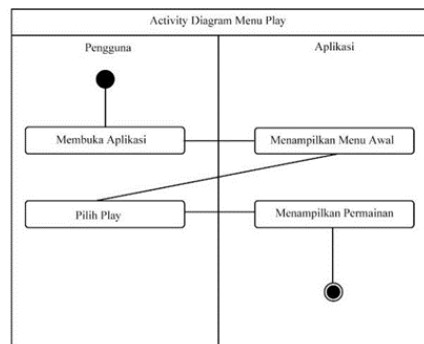 Activity Diagram Menu Play
Pengguna
Aplikasi
Membuka Aplikasi
Menampilkan Menu Awal
Pilih Play
Menampilkan Permainan